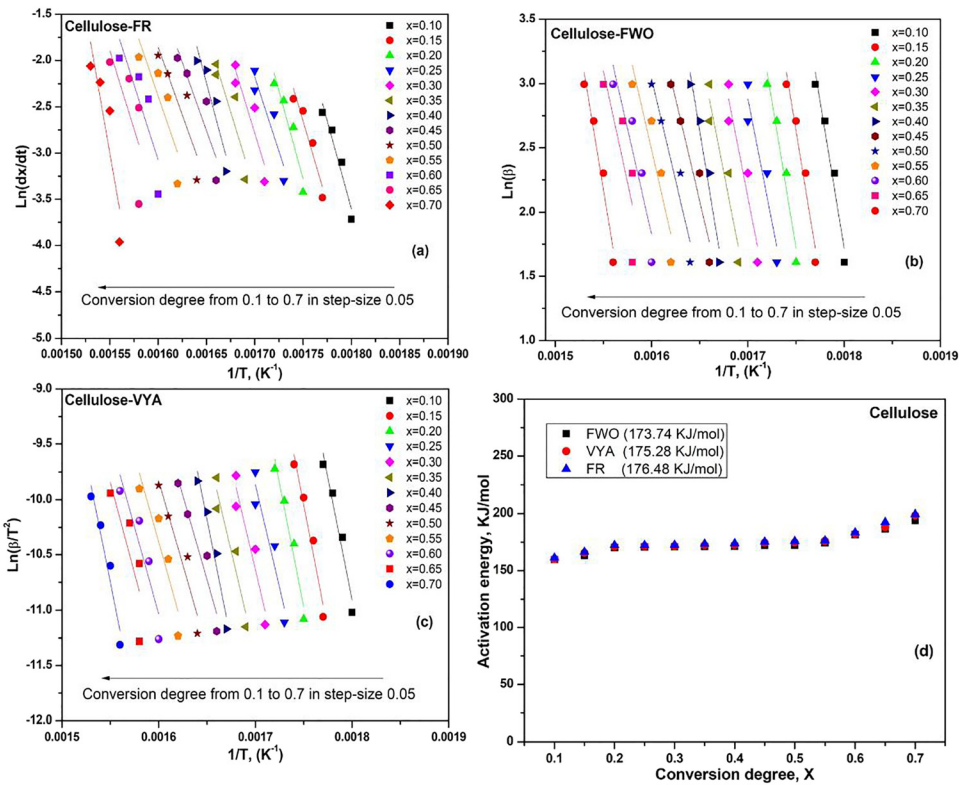 Cellulose-FR
(a)
x=0.10
x=0.15
x=0.20
x=0.25
x=0.30
x=0.35
x=0.40
x=0.45
x=0.50
x=0.55
x=0.60
x=0.65
x=0.70
Ln(dx/dt)
-1.0
-1.5
-2.0
-2.5
-3.0
-3.5
-4.0
-4.5
-5.0
(a)
Conversion degree from 0.1 to 0.7 in step-size 0.05
0.00150 0.00155 0.00160 0.00165 0.00170 0.00175 0.00180 0.00185 0.00190
1/T, (K⁻¹)
(b)
Cellulose-FWO
x=0.10
x=0.15
x=0.20
x=0.25
x=0.30
x=0.35
x=0.40
x=0.45
x=0.50
x=0.55
x=0.60
x=0.65
x=0.70
Ln(β)
3.5
3.0
2.5
2.0
1.5
1.0
(b)
Conversion degree from 0.1 to 0.7 in step-size 0.05
0.0015 0.0016 0.0017 0.0018 0.0019
1/T, (K⁻¹)
Cellulose-VYA
x=0.10
x=0.15
x=0.20
x=0.25
x=0.30
x=0.35
x=0.40
x=0.45
x=0.50
x=0.55
x=0.60
x=0.65
x=0.70
Ln(β/T²)
-9.0
-9.5
-10.0
-10.5
-11.0
-11.5
-12.0
(c)
Conversion degree from 0.1 to 0.7 in step-size 0.05
0.0015 0.0016 0.0017 0.0018 0.0019
1/T, (K⁻¹)
Cellulose
FWO (173.74 KJ/mol)
VYA (175.28 KJ/mol)
FR (176.48 KJ/mol)
Activation energy, KJ/mol
300
250
200
150
100
50
0
(d)
0.1 0.2 0.3 0.4 0.5 0.6 0.7
Conversion degree, X